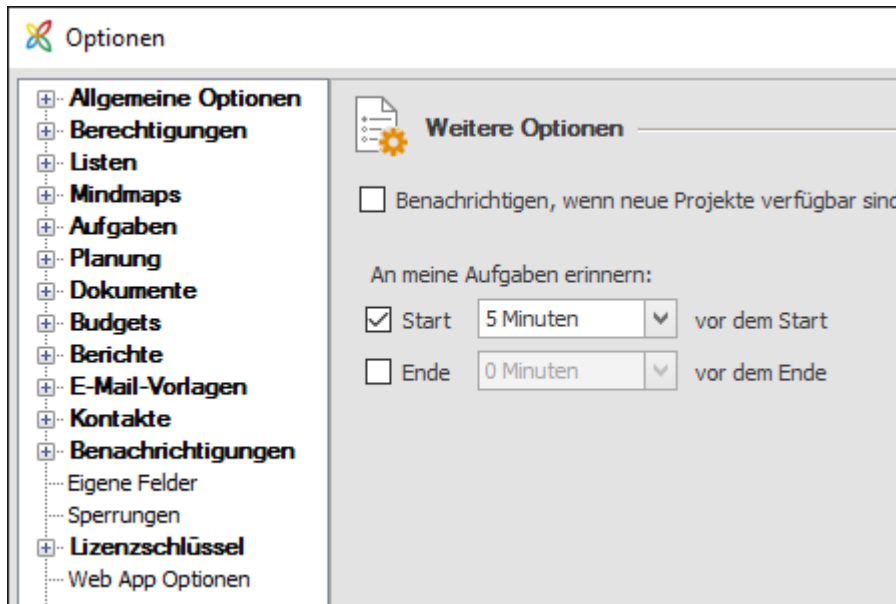 Optionen
Allgemeine Optionen
Berechtigungen
Listen
Mindmaps
Aufgaben
Planung
Dokumente
Budgets
Berichte
E-Mail-Vorlagen
Kontakte
Benachrichtigungen
Eigene Felder
Sperrungen
Lizenzschlüssel
Web App Optionen
Weitere Optionen
Benachrichtigen, wenn neue Projekte verfügbar sind
An meine Aufgaben erinnern:
Start 5 Minuten vor dem Start
Ende 0 Minuten vor dem Ende